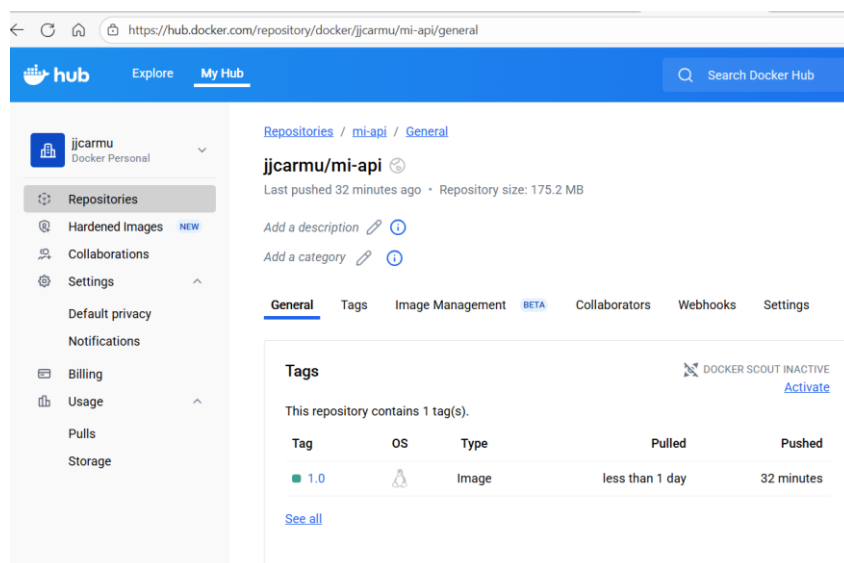 https://hub.docker.com/repository/docker/jjcarmu/mi-api/general
hub Explore My Hub Search Docker Hub
jjcarmu
Docker Personal
Repositories
Hardened Images NEW
Collaborations
Settings
Default privacy
Notifications
Billing
Usage
Pulls
Storage
Repositories / mi-api / General
jjcarmu/mi-api
Last pushed 32 minutes ago • Repository size: 175.2 MB
Add a description
Add a category
General Tags Image Management BETA Collaborators Webhooks Settings
Tags
DOCKER SCOUT INACTIVE
Activate
This repository contains 1 tag(s).
Tag OS Type Pulled Pushed
1.0 Image less than 1 day 32 minutes
See all